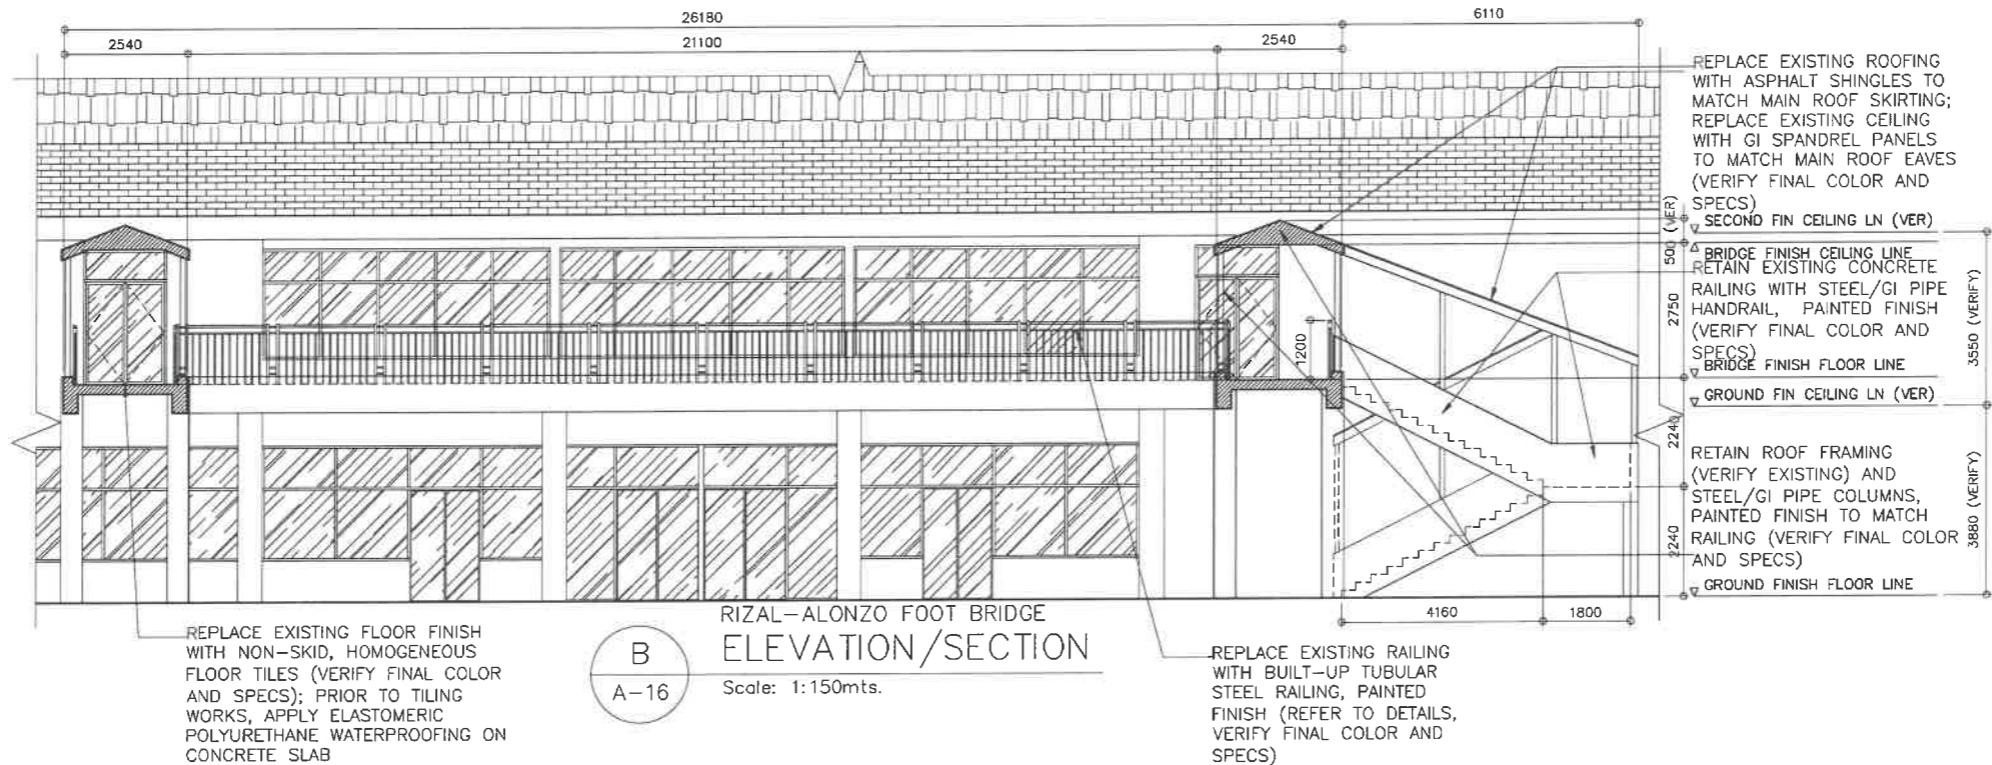 26180
6110
2540
21100
2540
REPLACE EXISTING ROOFING
WITH ASPHALT SHINGLES TO
MATCH MAIN ROOF SKIRTING;
REPLACE EXISTING CEILING
WITH GI SPANDREL PANELS
TO MATCH MAIN ROOF EAVES
(VERIFY FINAL COLOR AND
SPECS)
SECOND FIN CEILING LN (VER)
500 (VER)
BRIDGE FINISH CEILING LINE
RETAIN EXISTING CONCRETE
RAILING WITH STEEL/GI PIPE
HANDRAIL, PAINTED FINISH
(VERIFY FINAL COLOR AND
SPECS)
2750
3550 (VERIFY)
1200
BRIDGE FINISH FLOOR LINE
GROUND FIN CEILING LN (VER)
2240
RETAIN ROOF FRAMING
(VERIFY EXISTING) AND
STEEL/GI PIPE COLUMNS,
PAINTED FINISH TO MATCH
RAILING (VERIFY FINAL COLOR
AND SPECS)
2240
3880 (VERIFY)
GROUND FINISH FLOOR LINE
4160
1800
REPLACE EXISTING FLOOR FINISH
WITH NON-SKID, HOMOGENEOUS
FLOOR TILES (VERIFY FINAL COLOR
AND SPECS); PRIOR TO TILING
WORKS, APPLY ELASTOMERIC
POLYURETHANE WATERPROOFING ON
CONCRETE SLAB
B
A-16
RIZAL-ALONZO FOOT BRIDGE
ELEVATION/SECTION
Scale: 1:150mts.
REPLACE EXISTING RAILING
WITH BUILT-UP TUBULAR
STEEL RAILING, PAINTED
FINISH (REFER TO DETAILS,
VERIFY FINAL COLOR AND
SPECS)